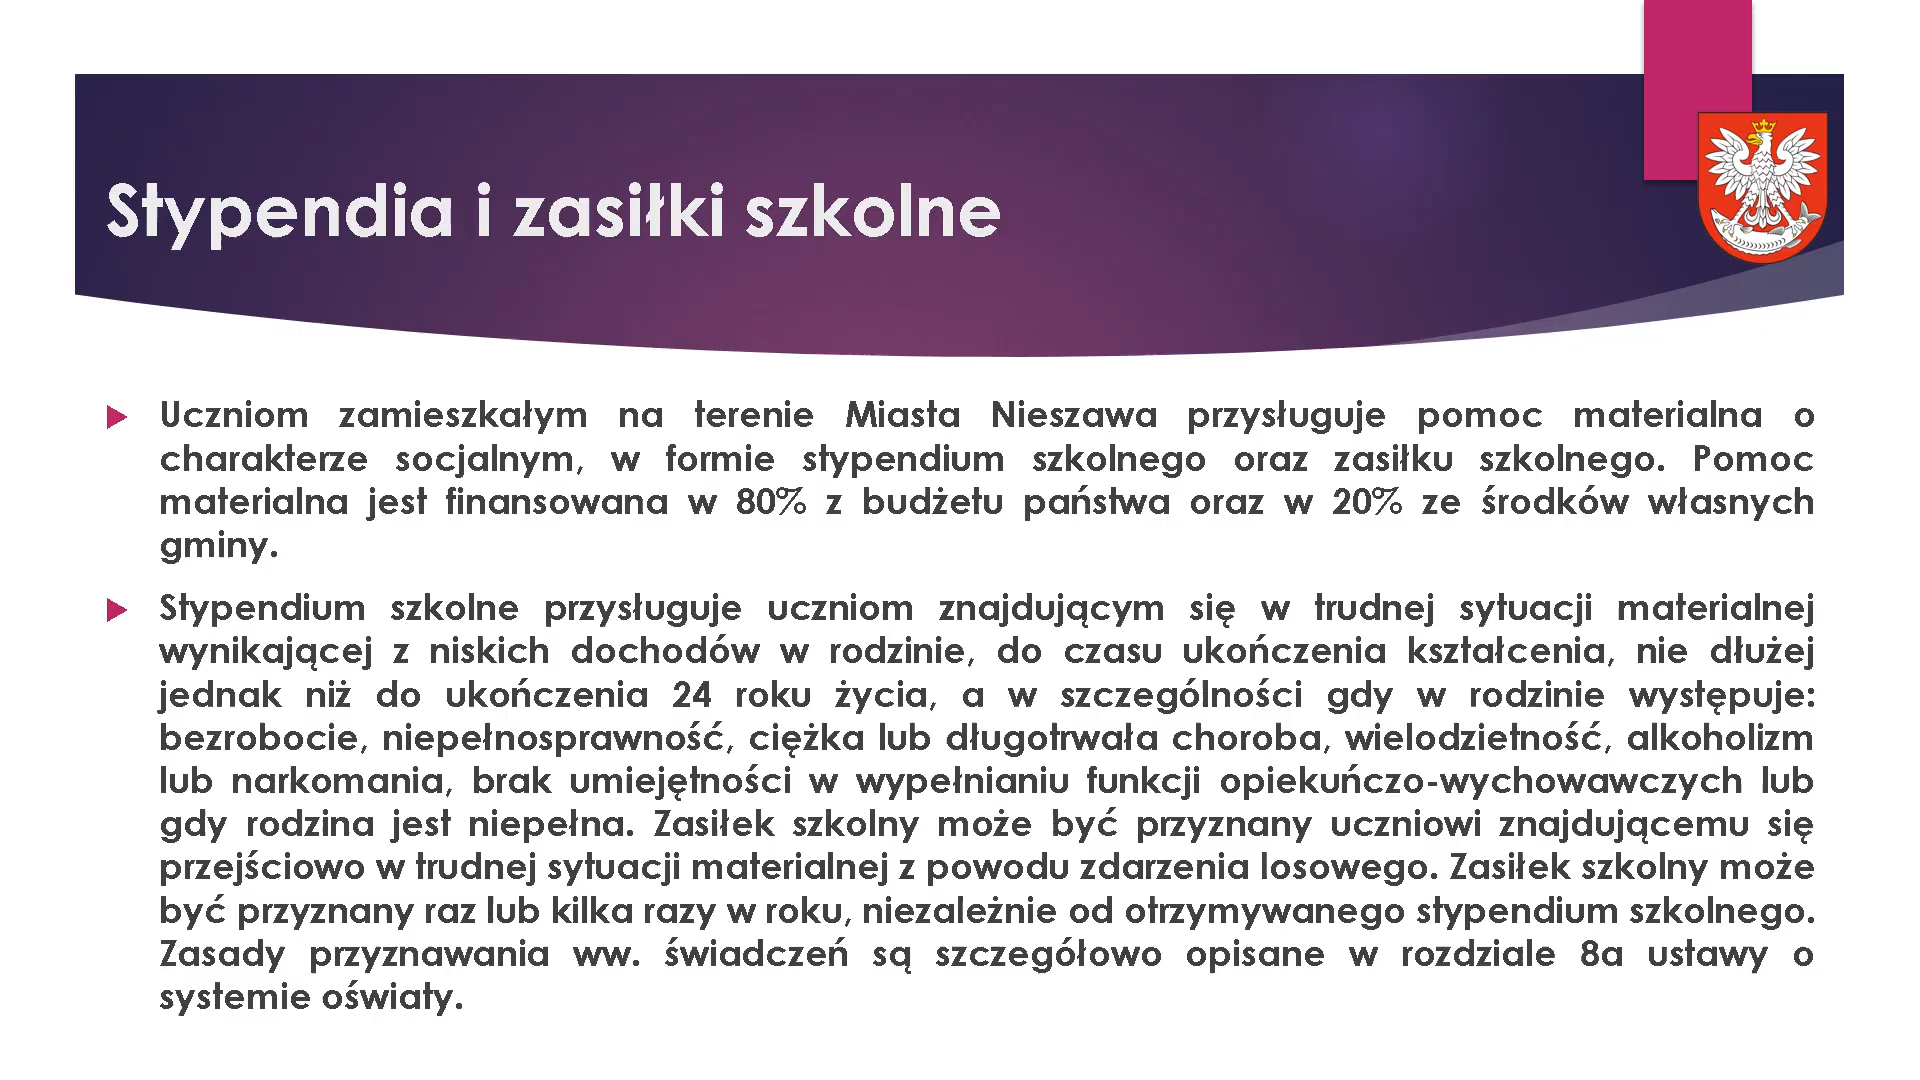 Stypendia i zasiłki szkolne
Uczniom zamieszkałym na terenie Miasta Nieszawa przysługuje pomoc materialna o
charakterze socjalnym, w formie stypendium szkolnego oraz zasiłku szkolnego. Pomoc
materialna jest finansowana w 80% z budżetu państwa oraz w 20% ze środków własnych
gminy.
Stypendium szkolne przysługuje uczniom znajdującym się w trudnej sytuacji materialnej
wynikającej z niskich dochodów w rodzinie, do czasu ukończenia kształcenia, nie dłużej
jednak niż do ukończenia 24 roku życia, a w szczególności gdy w rodzinie występuje:
bezrobocie, niepełnosprawność, ciężka lub długotrwała choroba, wielodzietność, alkoholizm
lub narkomania, brak umiejętności w wypełnianiu funkcji opiekuńczo-wychowawczych lub
gdy rodzina jest niepełna. Zasiłek szkolny może być przyznany uczniowi znajdującemu się
przejściowo w trudnej sytuacji materialnej z powodu zdarzenia losowego. Zasiłek szkolny może
być przyznany raz lub kilka razy w roku, niezależnie od otrzymywanego stypendium szkolnego.
Zasady przyznawania ww. świadczeń są szczegółowo opisane w rozdziale 8a ustawy o
systemie oświaty.